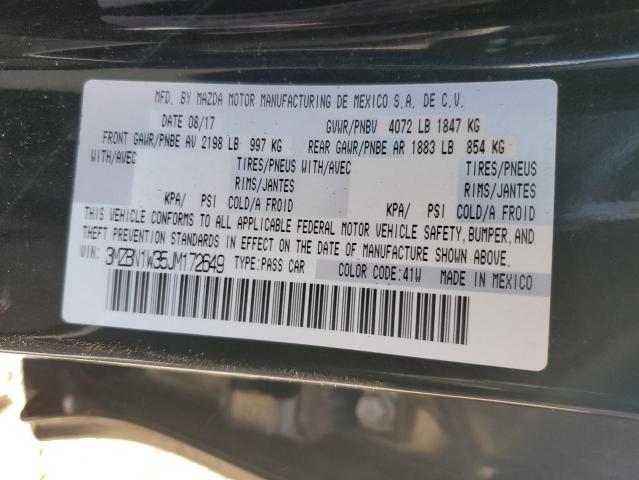 MFD. BY MAZDA MOTOR MANUFACTURING DE MEXICO S.A. DE C.V.
DATE 08/17 GVWR/PNBV 4072 LB 1847 KG
FRONT GAWR/PNBE AV 2198 LB 997 KG REAR GAWR/PNBE AR 1883 LB 854 KG
WITH/AVEC TIRES/PNEUS WITH/AVEC TIRES/PNEUS
RIMS/JANTES RIMS/JANTES
KPA/ PSI COLD/A FROID KPA/ PSI COLD/A FROID
THIS VEHICLE CONFORMS TO ALL APPLICABLE FEDERAL MOTOR VEHICLE SAFETY, BUMPER, AND
THEFT PREVENTION STANDARDS IN EFFECT ON THE DATE OF MANUFACTURE SHOWN ABOVE.
VIN: 3MZBN1W35JM172649 TYPE:PASS CAR COLOR CODE:41W MADE IN MEXICO